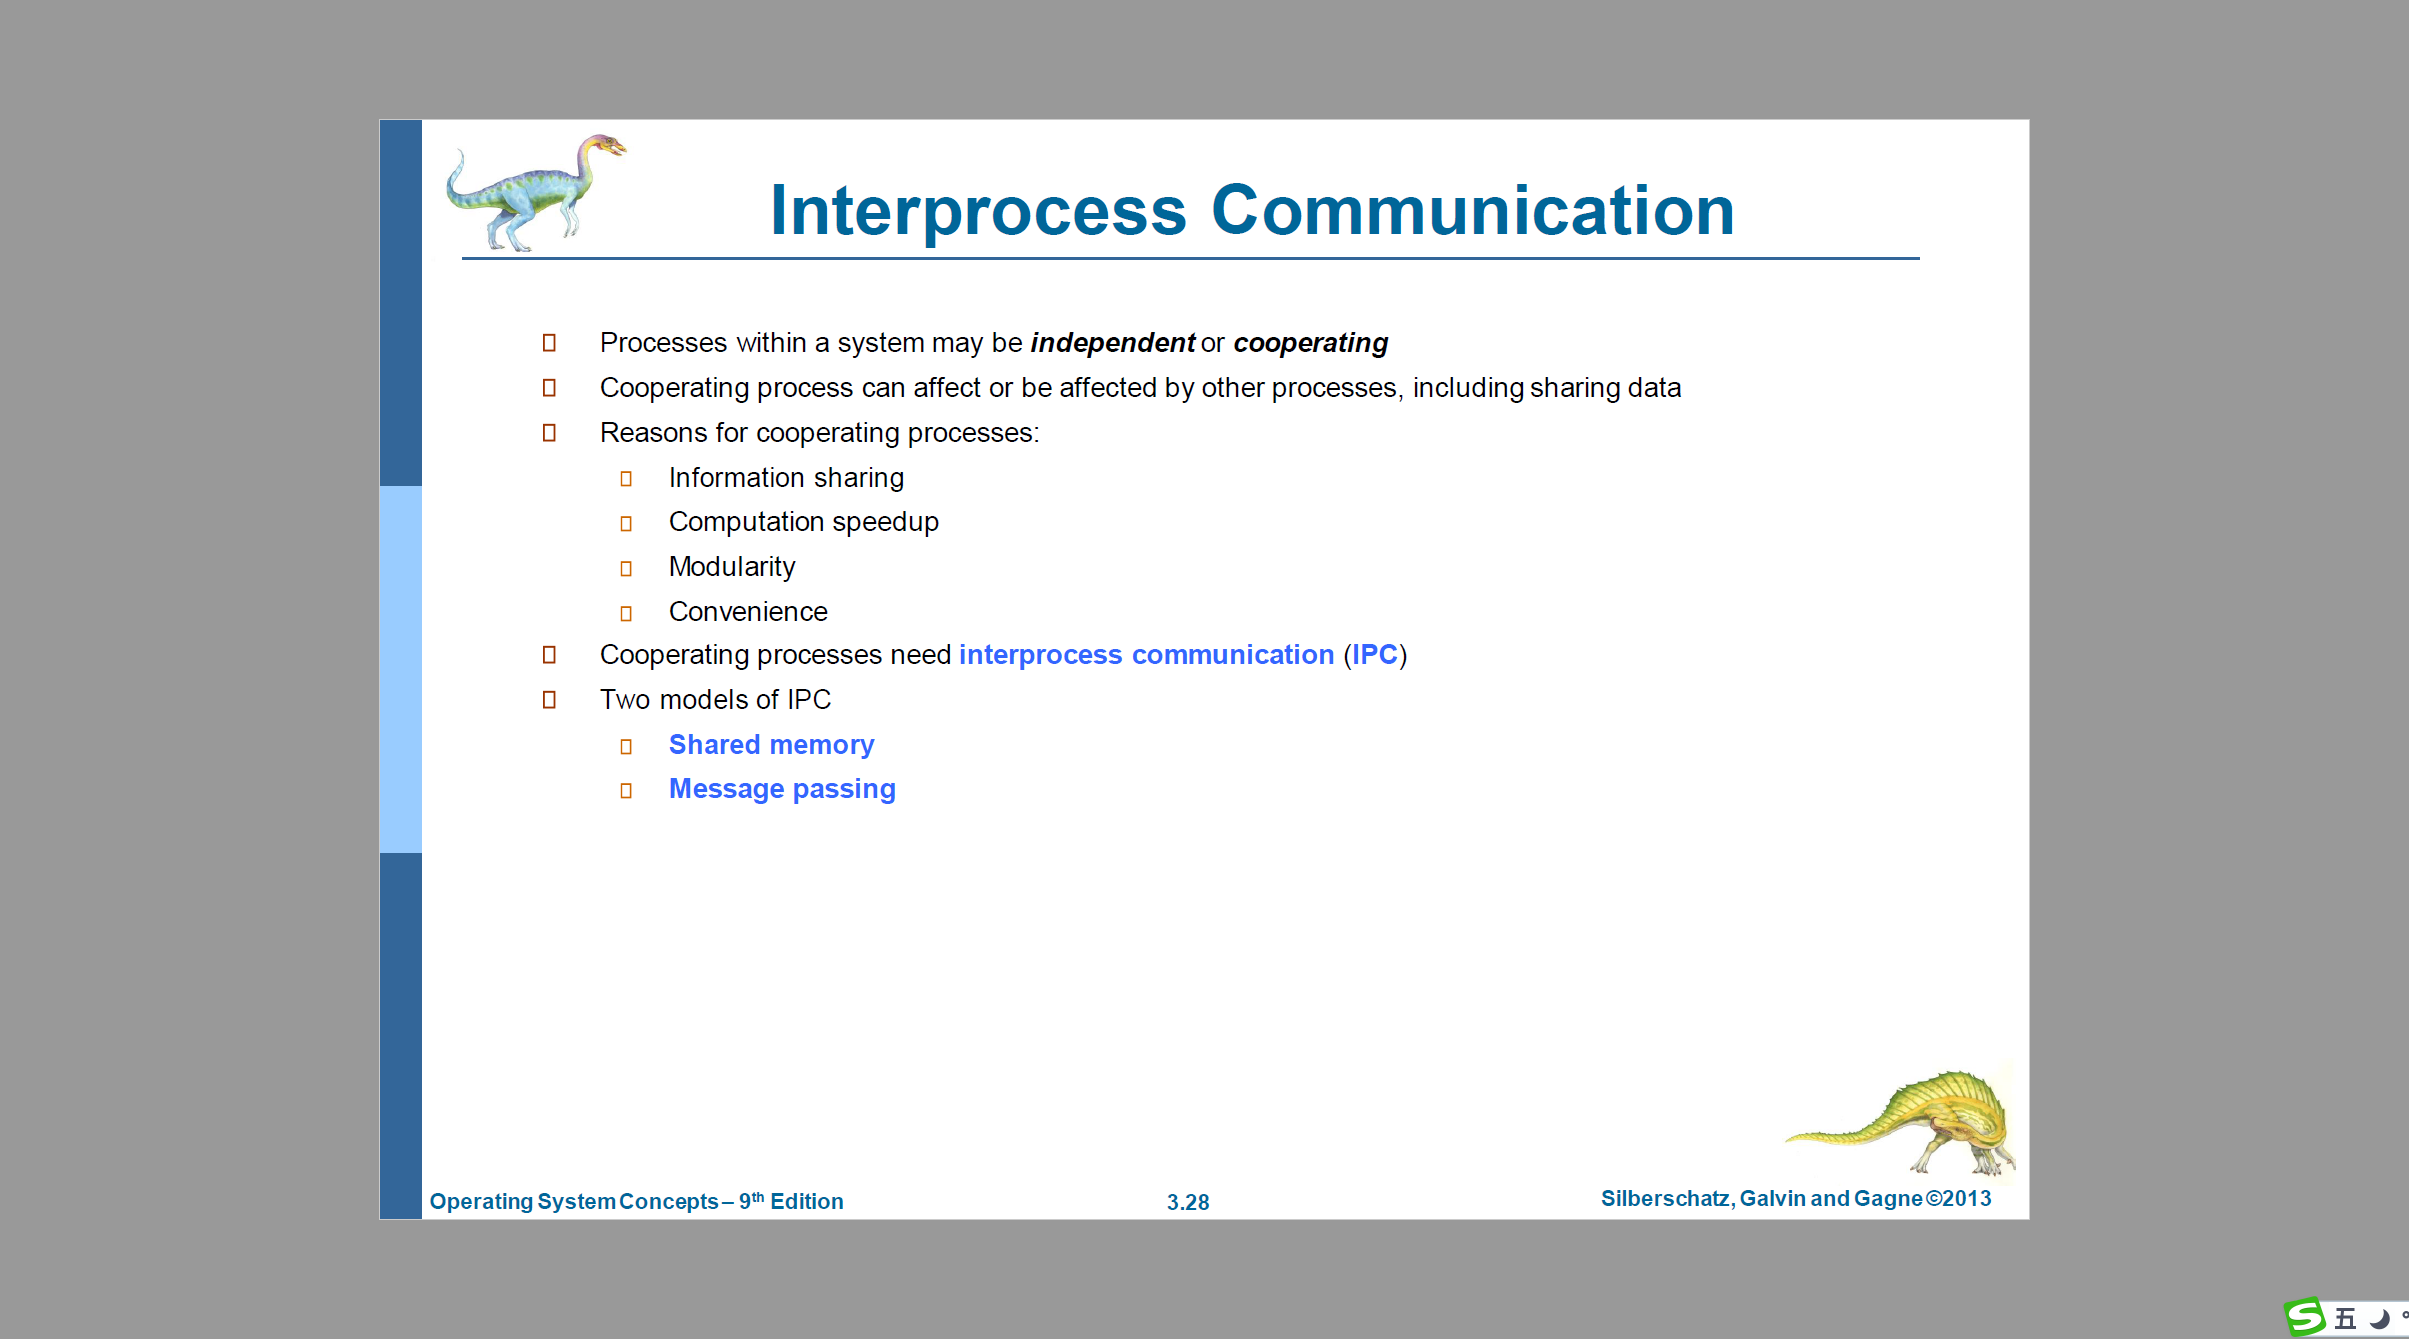 Interprocess Communication
Processes within a system may be independent or cooperating
Cooperating process can affect or be affected by other processes, including sharing data
Reasons for cooperating processes:
Information sharing
Computation speedup
Modularity
Convenience
Cooperating processes need interprocess communication (IPC)
Two models of IPC
Shared memory
Message passing
Operating System Concepts – 9th Edition
3.28
Silberschatz, Galvin and Gagne ©2013
五